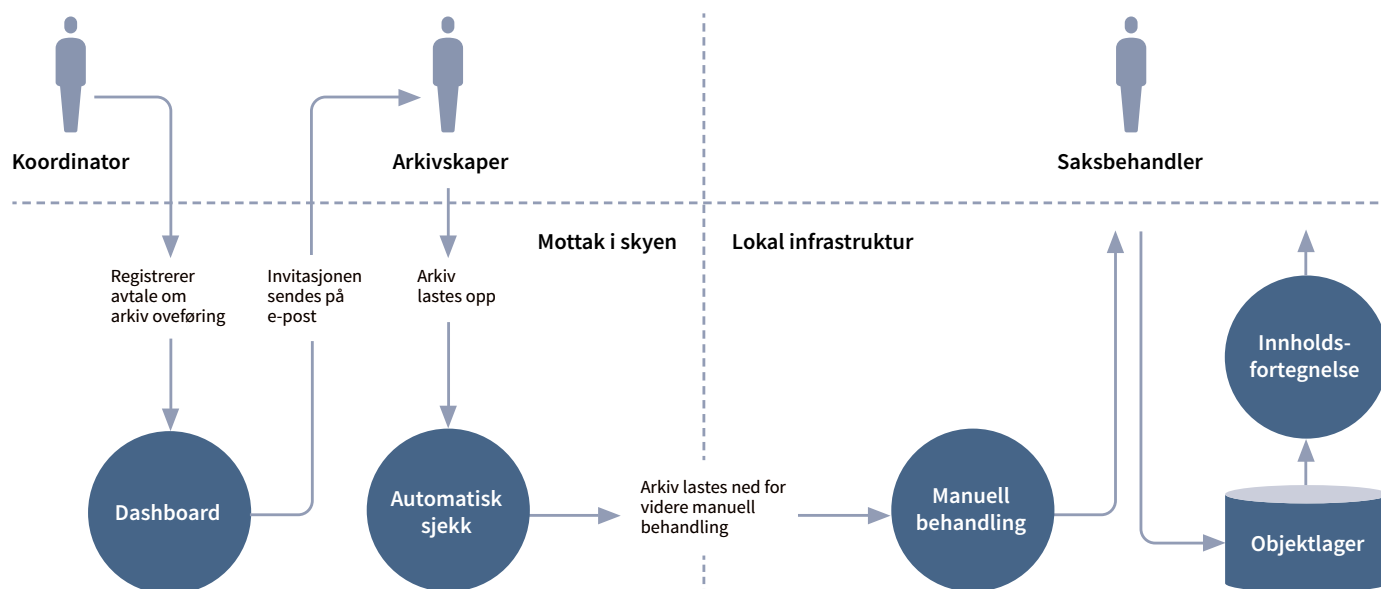 Koordinator
Arkivskaper
Saksbehandler
Mottak i skyen
Lokal infrastruktur
Registrerer
avtale om
arkiv oveføring
Invitasjonen
sendes på
e-post
Arkiv
lastes opp
Innholds-
fortegnelse
Dashboard
Automatisk
sjekk
Arkiv lastes ned for
videre manuell
behandling
Manuell
behandling
Objektlager